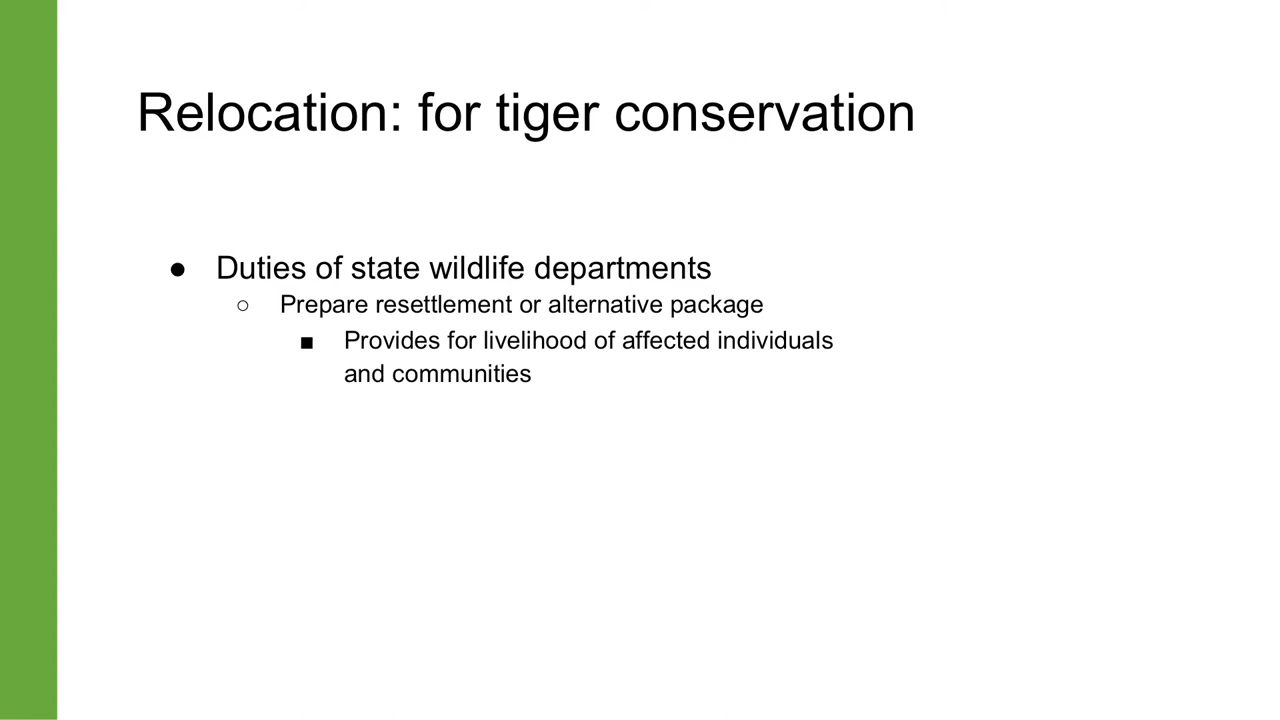 Relocation: for tiger conservation
● Duties of state wildlife departments
○ Prepare resettlement or alternative package
■ Provides for livelihood of affected individuals
and communities